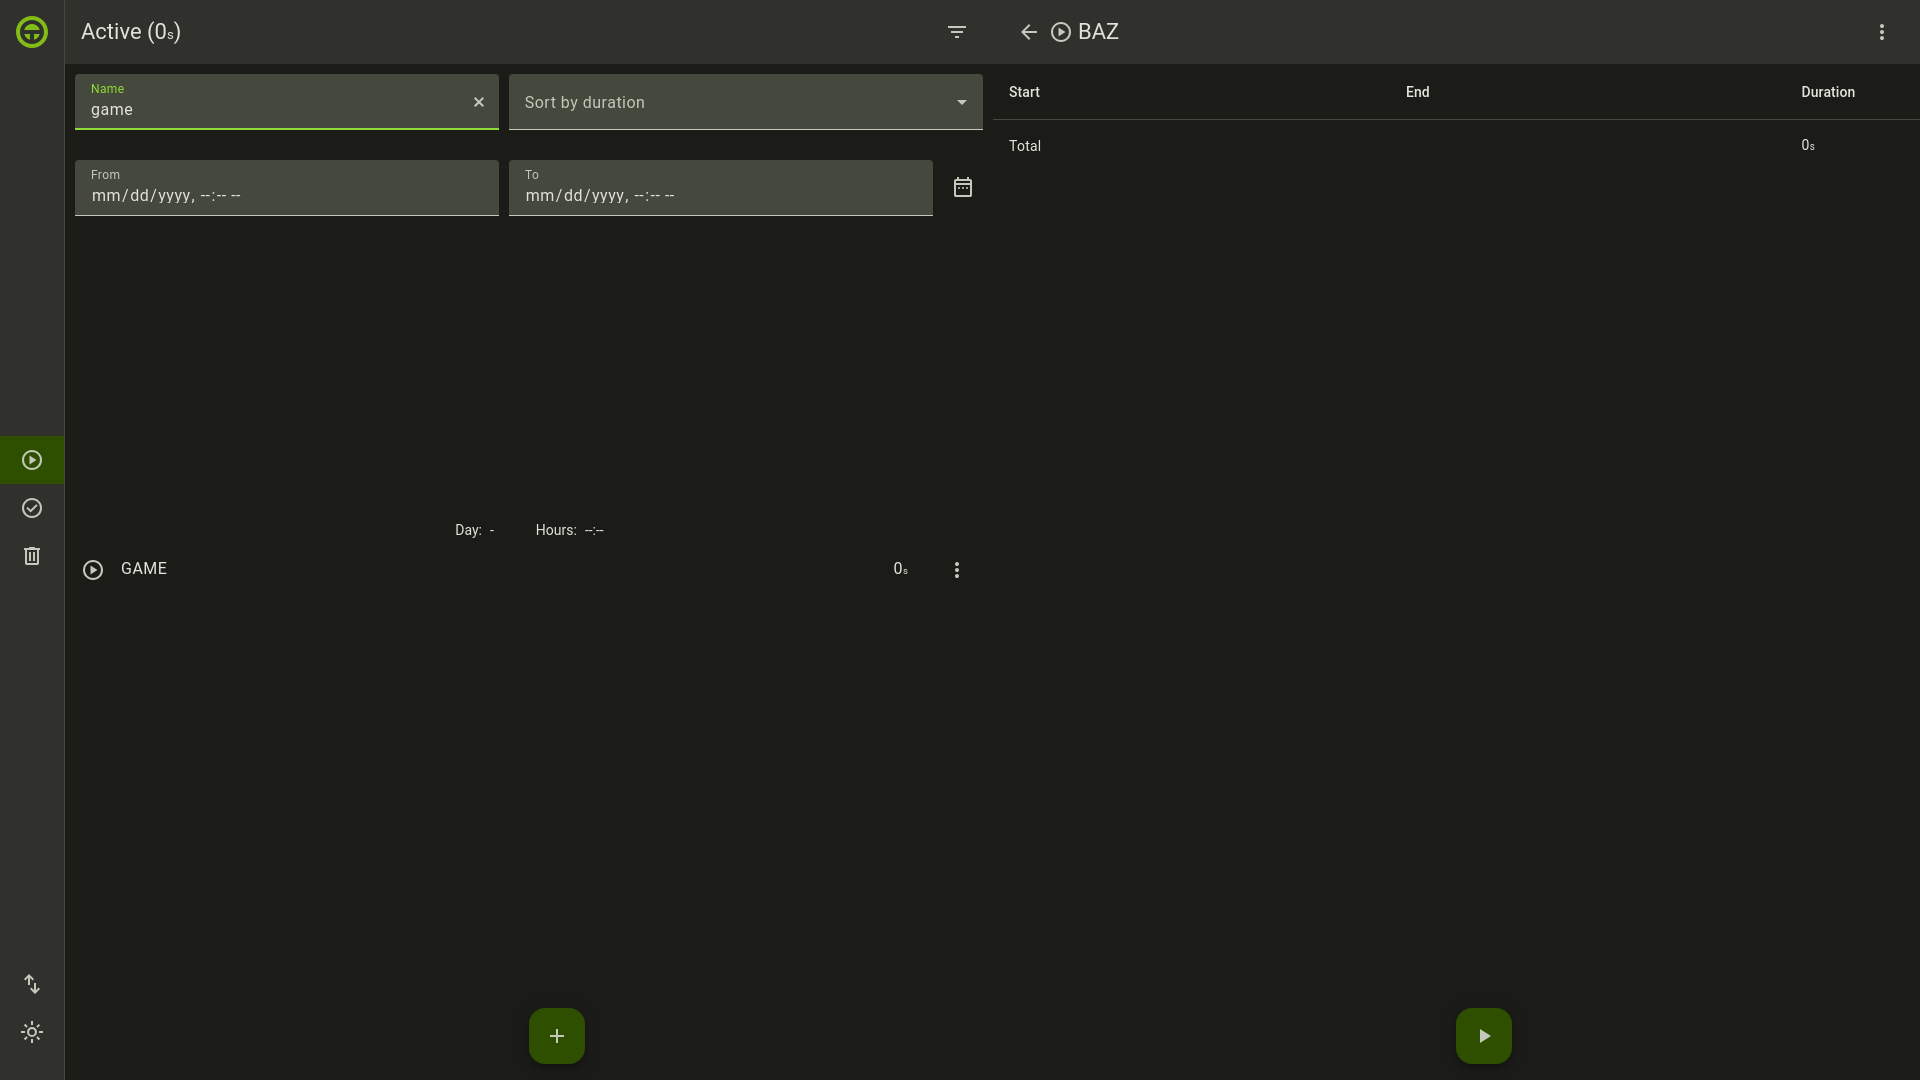 Active (0s)
BAZ
Name
game
Sort by duration
Start
End
Duration
Total
0s
From
mm/dd/yyyy, --:-- --
To
mm/dd/yyyy, --:-- --
Day: -
Hours: --:--
GAME
0s